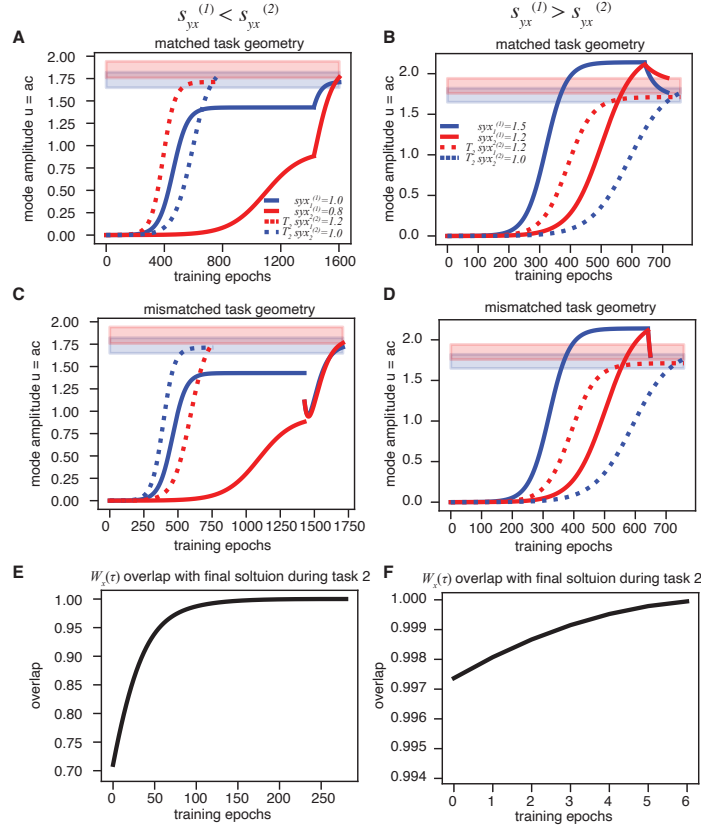 s_yx^(1) < s_yx^(2)
s_yx^(1) > s_yx^(2)
A
matched task geometry
mode amplitude u = ac
2.00
1.75
1.50
1.25
1.00
0.75
0.50
0.25
0.00
syx_1^(1)=1.0
syx_2^(1)=0.8
T_2 syx_1^(2)=1.2
T_2 syx_2^(2)=1.0
0 400 800 1200 1600
training epochs
B
matched task geometry
mode amplitude u = ac
2.0
1.5
1.0
0.5
0.0
syx_1^(1)=1.5
syx_2^(1)=1.2
T_2 syx_1^(2)=1.2
T_2 syx_2^(2)=1.0
0 100 200 300 400 500 600 700
training epochs
C
mismatched task geometry
mode amplitude u = ac
2.00
1.75
1.50
1.25
1.00
0.75
0.50
0.25
0.00
0 250 500 750 1000 1250 1500 1750
training epochs
D
mismatched task geometry
mode amplitude u = ac
2.0
1.5
1.0
0.5
0.0
0 100 200 300 400 500 600 700
training epochs
E
W_x(τ) overlap with final soltuion during task 2
overlap
1.00
0.95
0.90
0.85
0.80
0.75
0.70
0 50 100 150 200 250
training epochs
F
W_x(τ) overlap with final soltuion during task 2
overlap
1.000
0.999
0.998
0.997
0.996
0.995
0.994
0 1 2 3 4 5 6
training epochs